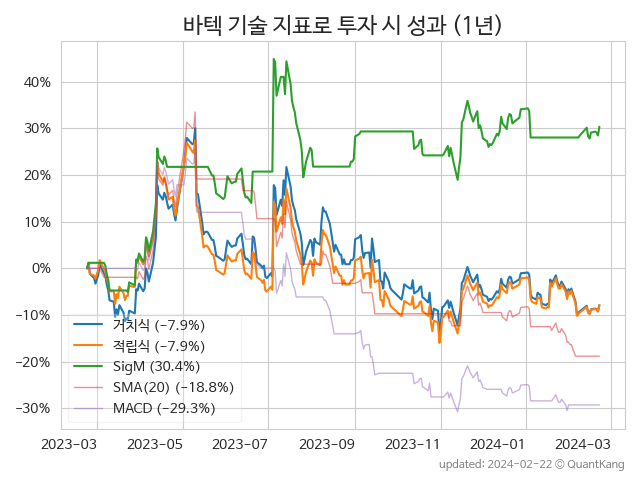 바텍 기술 지표로 투자 시 성과 (1년)
40%
30%
20%
10%
0%
−10%
−20%
−30%
거치식 (−7.9%)
적립식 (−7.9%)
SigM (30.4%)
SMA(20) (−18.8%)
MACD (−29.3%)
2023-03 2023-05 2023-07 2023-09 2023-11 2024-01 2024-03
updated: 2024-02-22 © QuantKang